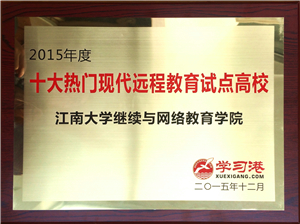 2015年度
十大热门现代远程教育试点高校
江南大学继续与网络教育学院
学习港
XUEXIGANG.COM
二〇一五年十二月